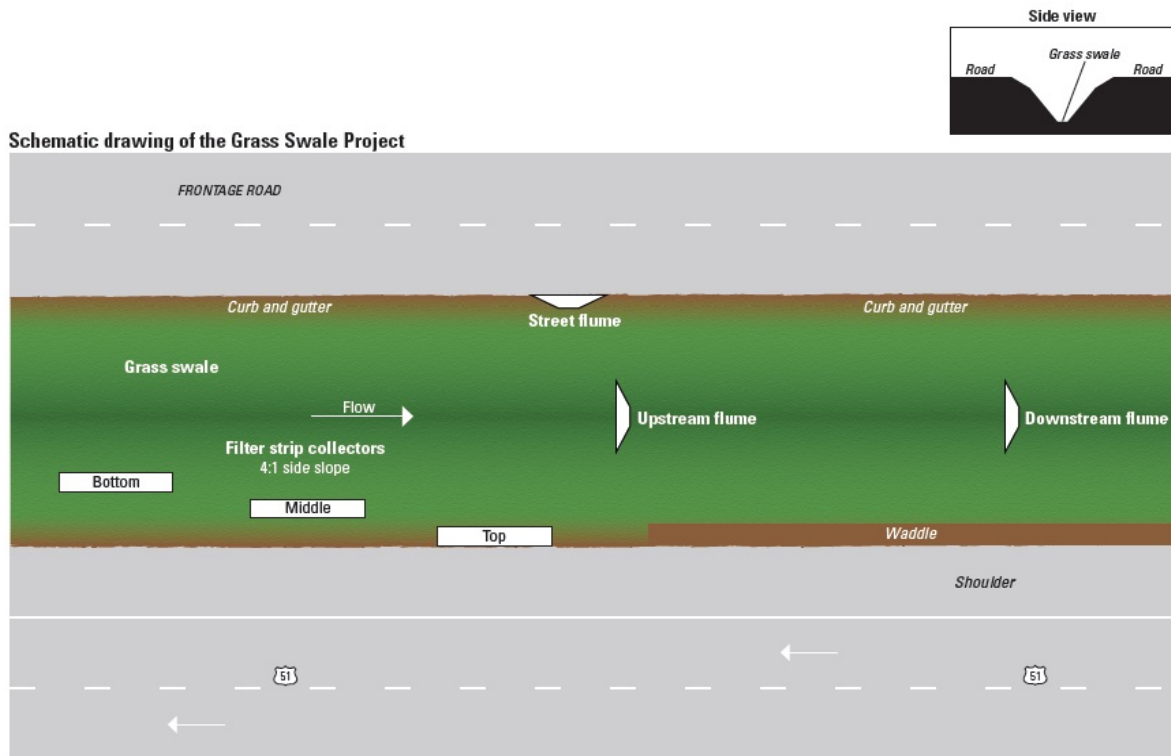 Side view
Grass swale
Road
Road
Schematic drawing of the Grass Swale Project
FRONTAGE ROAD
Curb and gutter
Curb and gutter
Street flume
Grass swale
Flow
Upstream flume
Downstream flume
Filter strip collectors
4:1 side slope
Bottom
Middle
Top
Waddle
Shoulder
51
51